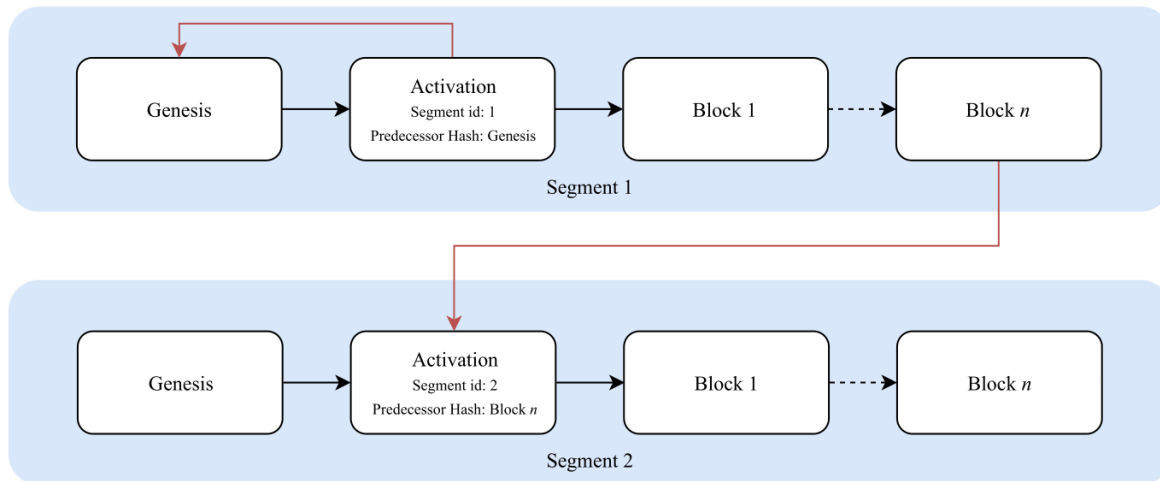 Genesis
Activation
Segment id: 1
Predecessor Hash: Genesis
Block 1
Block n
Segment 1
Genesis
Activation
Segment id: 2
Predecessor Hash: Block n
Block 1
Block n
Segment 2